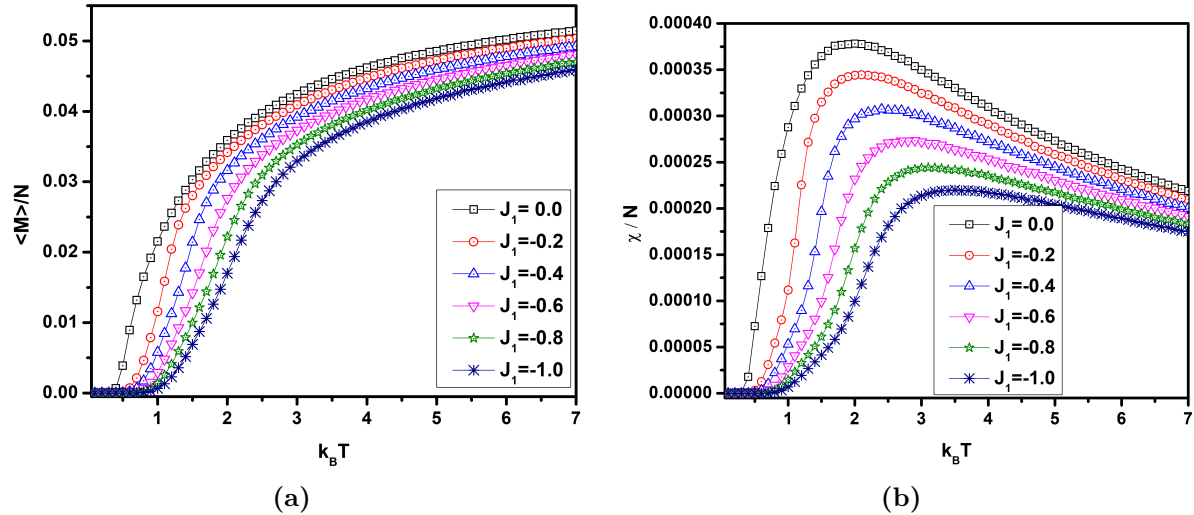 <M>/N
0.05
0.04
0.03
0.02
0.01
0.00
J₁= 0.0
J₁=-0.2
J₁=-0.4
J₁=-0.6
J₁=-0.8
J₁=-1.0
1 2 3 4 5 6 7
k_BT
(a)
χ / N
0.00040
0.00035
0.00030
0.00025
0.00020
0.00015
0.00010
0.00005
0.00000
J₁= 0.0
J₁=-0.2
J₁=-0.4
J₁=-0.6
J₁=-0.8
J₁=-1.0
1 2 3 4 5 6 7
k_BT
(b)